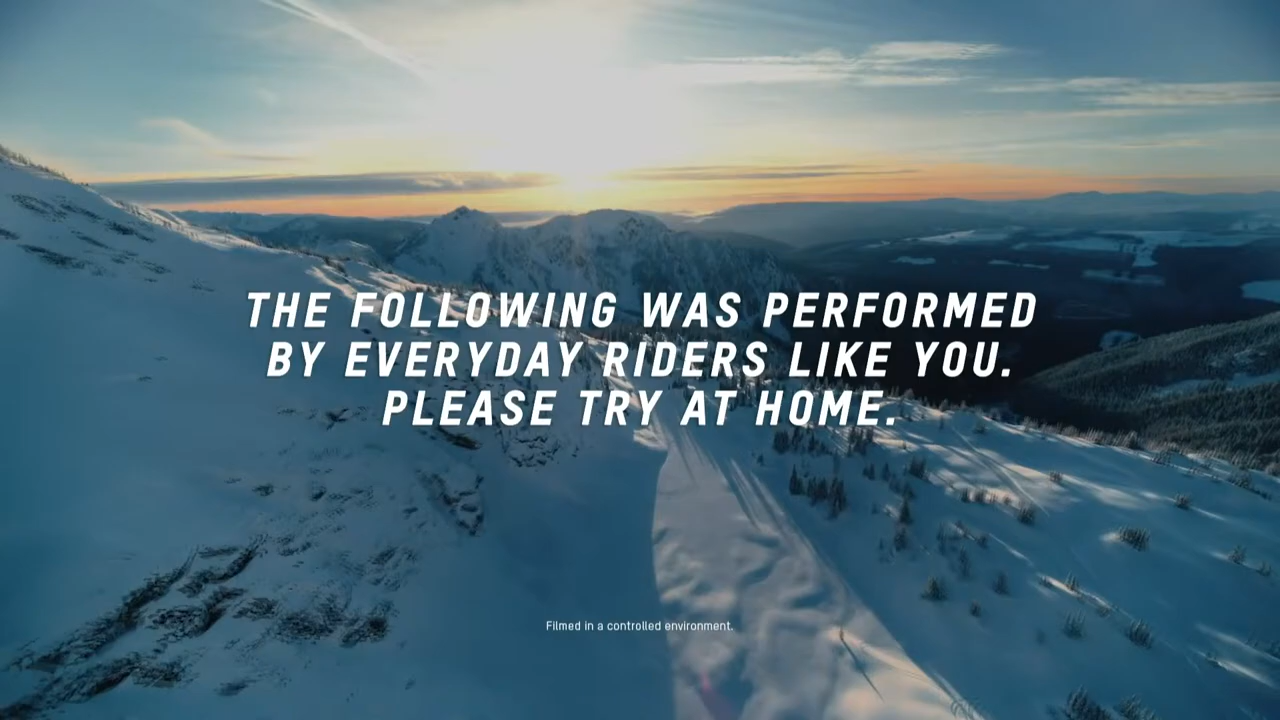 THE FOLLOWING WAS PERFORMED
BY EVERYDAY RIDERS LIKE YOU.
PLEASE TRY AT HOME.
Filmed in a controlled environment.